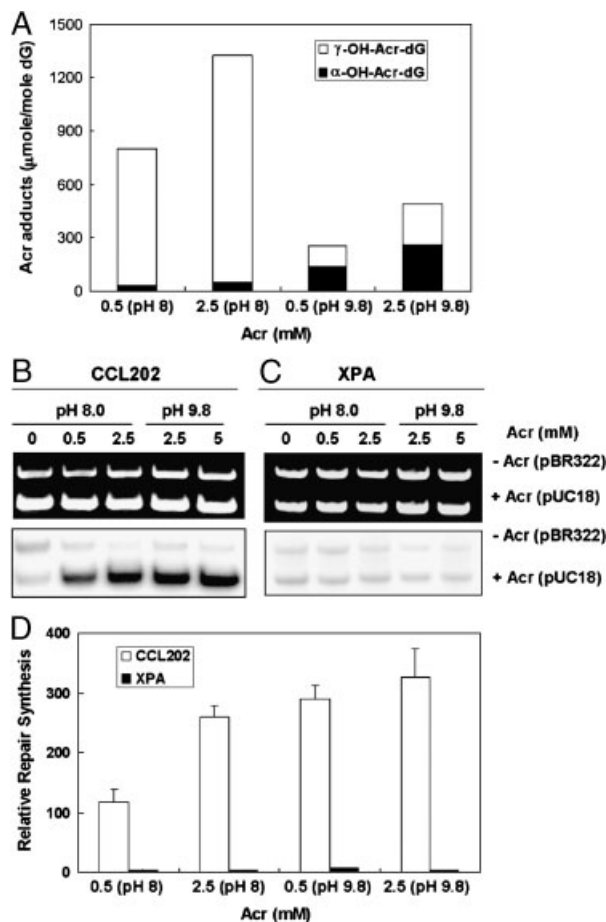 A
Acr adducts (μmole/mole dG)
1500
1200
900
600
300
0
γ-OH-Acr-dG
α-OH-Acr-dG
0.5 (pH 8) 2.5 (pH 8) 0.5 (pH 9.8) 2.5 (pH 9.8)
Acr (mM)
B CCL202 C XPA
pH 8.0 pH 9.8 pH 8.0 pH 9.8
0 0.5 2.5 2.5 5 0 0.5 2.5 2.5 5 Acr (mM)
- Acr (pBR322)
+ Acr (pUC18)
- Acr (pBR322)
+ Acr (pUC18)
D
Relative Repair Synthesis
400
300
200
100
0
CCL202
XPA
0.5 (pH 8) 2.5 (pH 8) 0.5 (pH 9.8) 2.5 (pH 9.8)
Acr (mM)